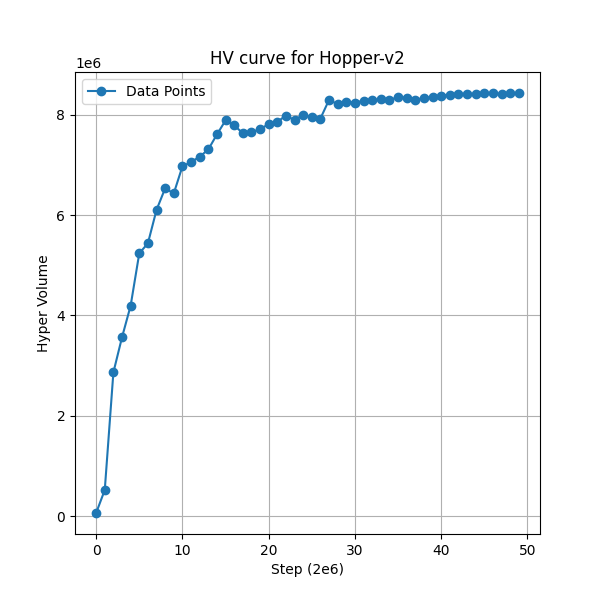 HV curve for Hopper-v2
1e6
Data Points
8
6
4
2
0
Hyper Volume
0 10 20 30 40 50
Step (2e6)